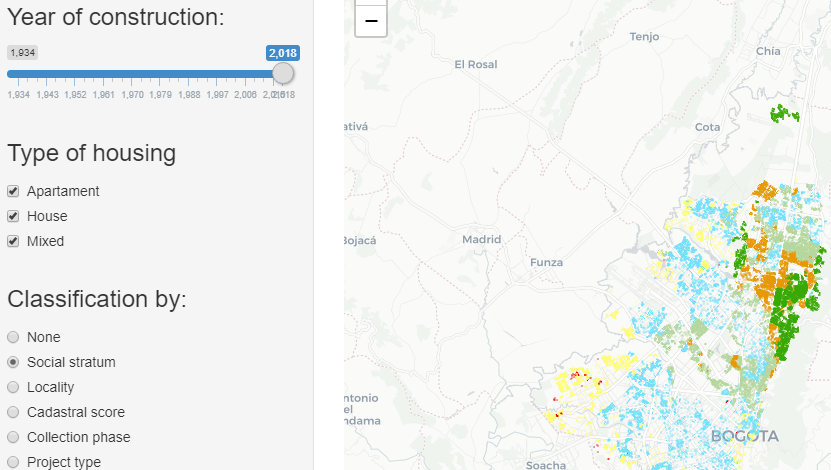 Year of construction:
1,934
2,018
1,934 1,943 1,952 1,961 1,970 1,979 1,988 1,997 2,006 2,018
Type of housing
Apartament
House
Mixed
Classification by:
None
Social stratum
Locality
Cadastral score
Collection phase
Project type
−
Tenjo
Chía
El Rosal
Cota
ativá
Bojacá
Madrid
Funza
ntonio
el
ndama
BOGOTA
Soacha